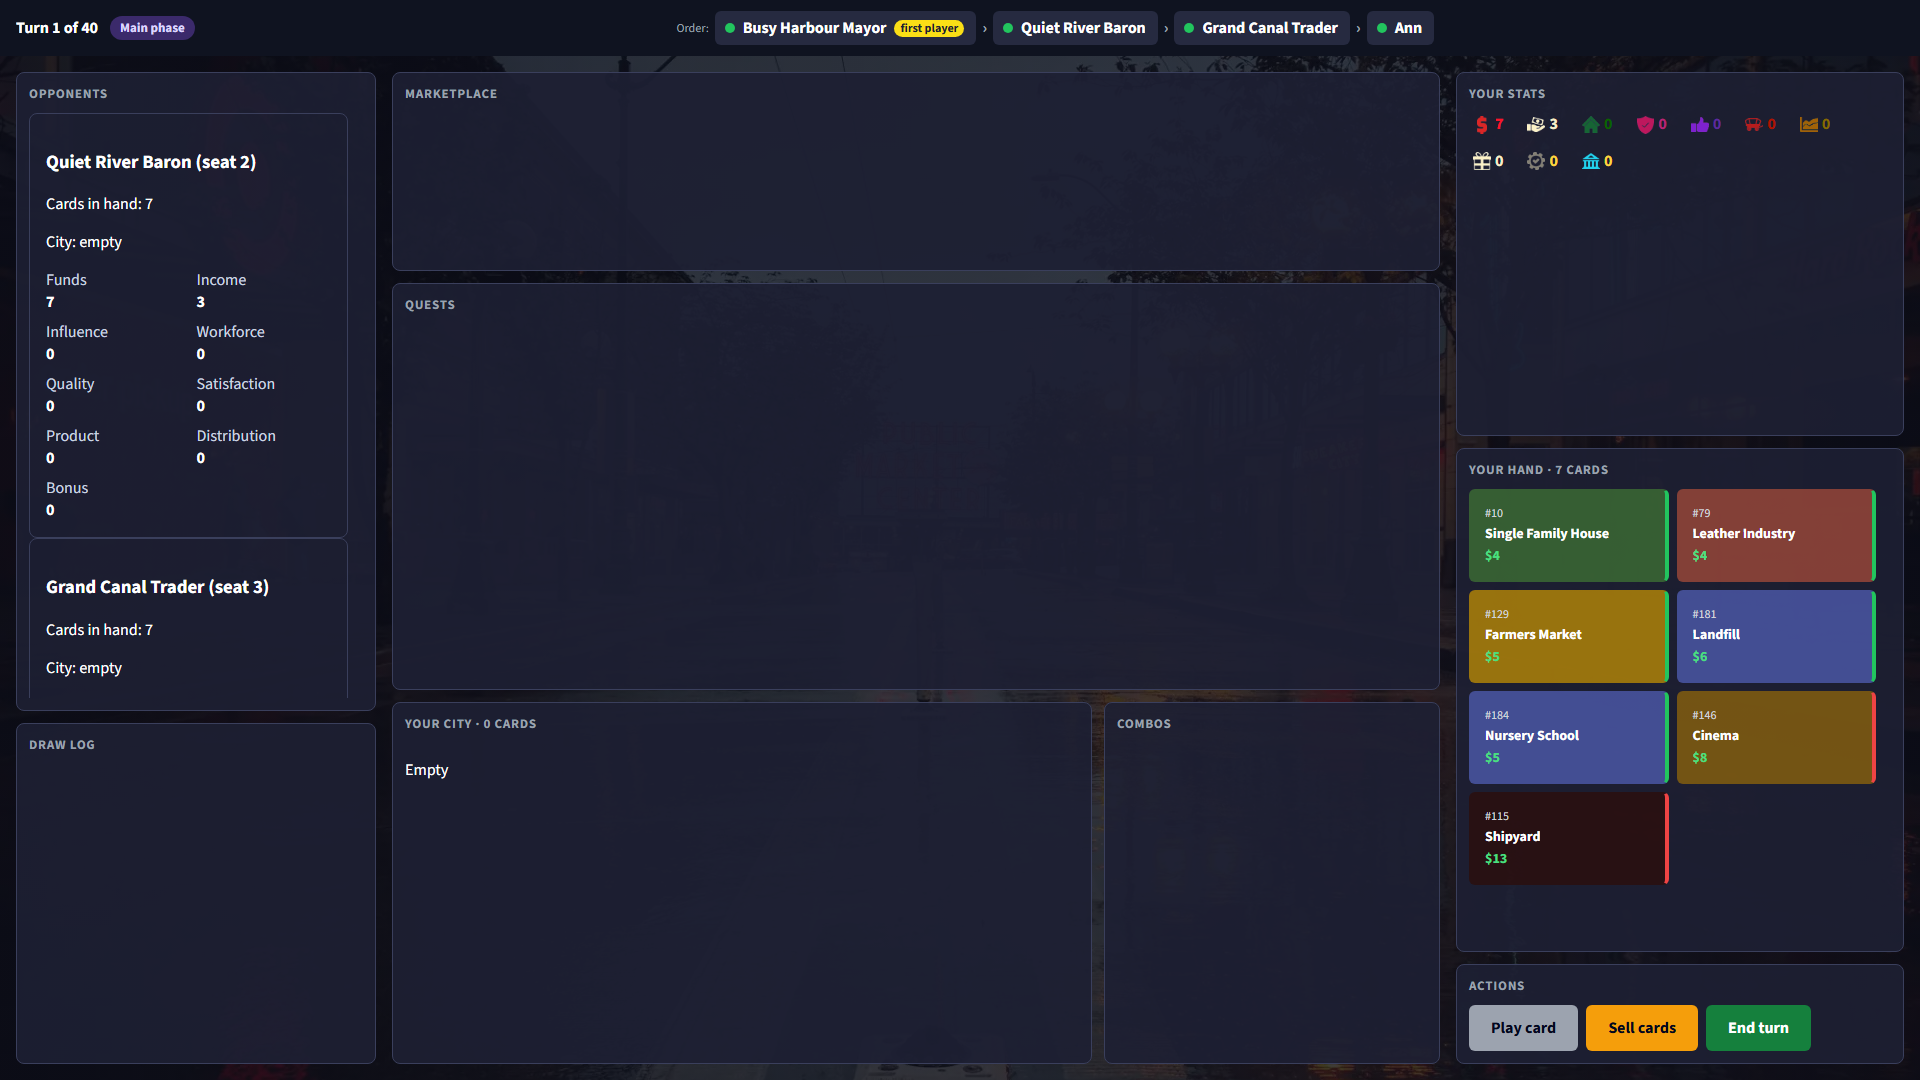 Turn 1 of 40
Main phase
Order:
Busy Harbour Mayor
first player
›
Quiet River Baron
›
Grand Canal Trader
›
Ann
OPPONENTS
Quiet River Baron (seat 2)
Cards in hand: 7
City: empty
Funds
7
Income
3
Influence
0
Workforce
0
Quality
0
Satisfaction
0
Product
0
Distribution
0
Bonus
0
Grand Canal Trader (seat 3)
Cards in hand: 7
City: empty
DRAW LOG
MARKETPLACE
QUESTS
YOUR CITY · 0 CARDS
Empty
COMBOS
YOUR STATS
$ 7
3
0
0
0
0
0
0
0
0
YOUR HAND · 7 CARDS
#10
Single Family House
$4
#79
Leather Industry
$4
#129
Farmers Market
$5
#181
Landfill
$6
#184
Nursery School
$5
#146
Cinema
$8
#115
Shipyard
$13
ACTIONS
Play card
Sell cards
End turn